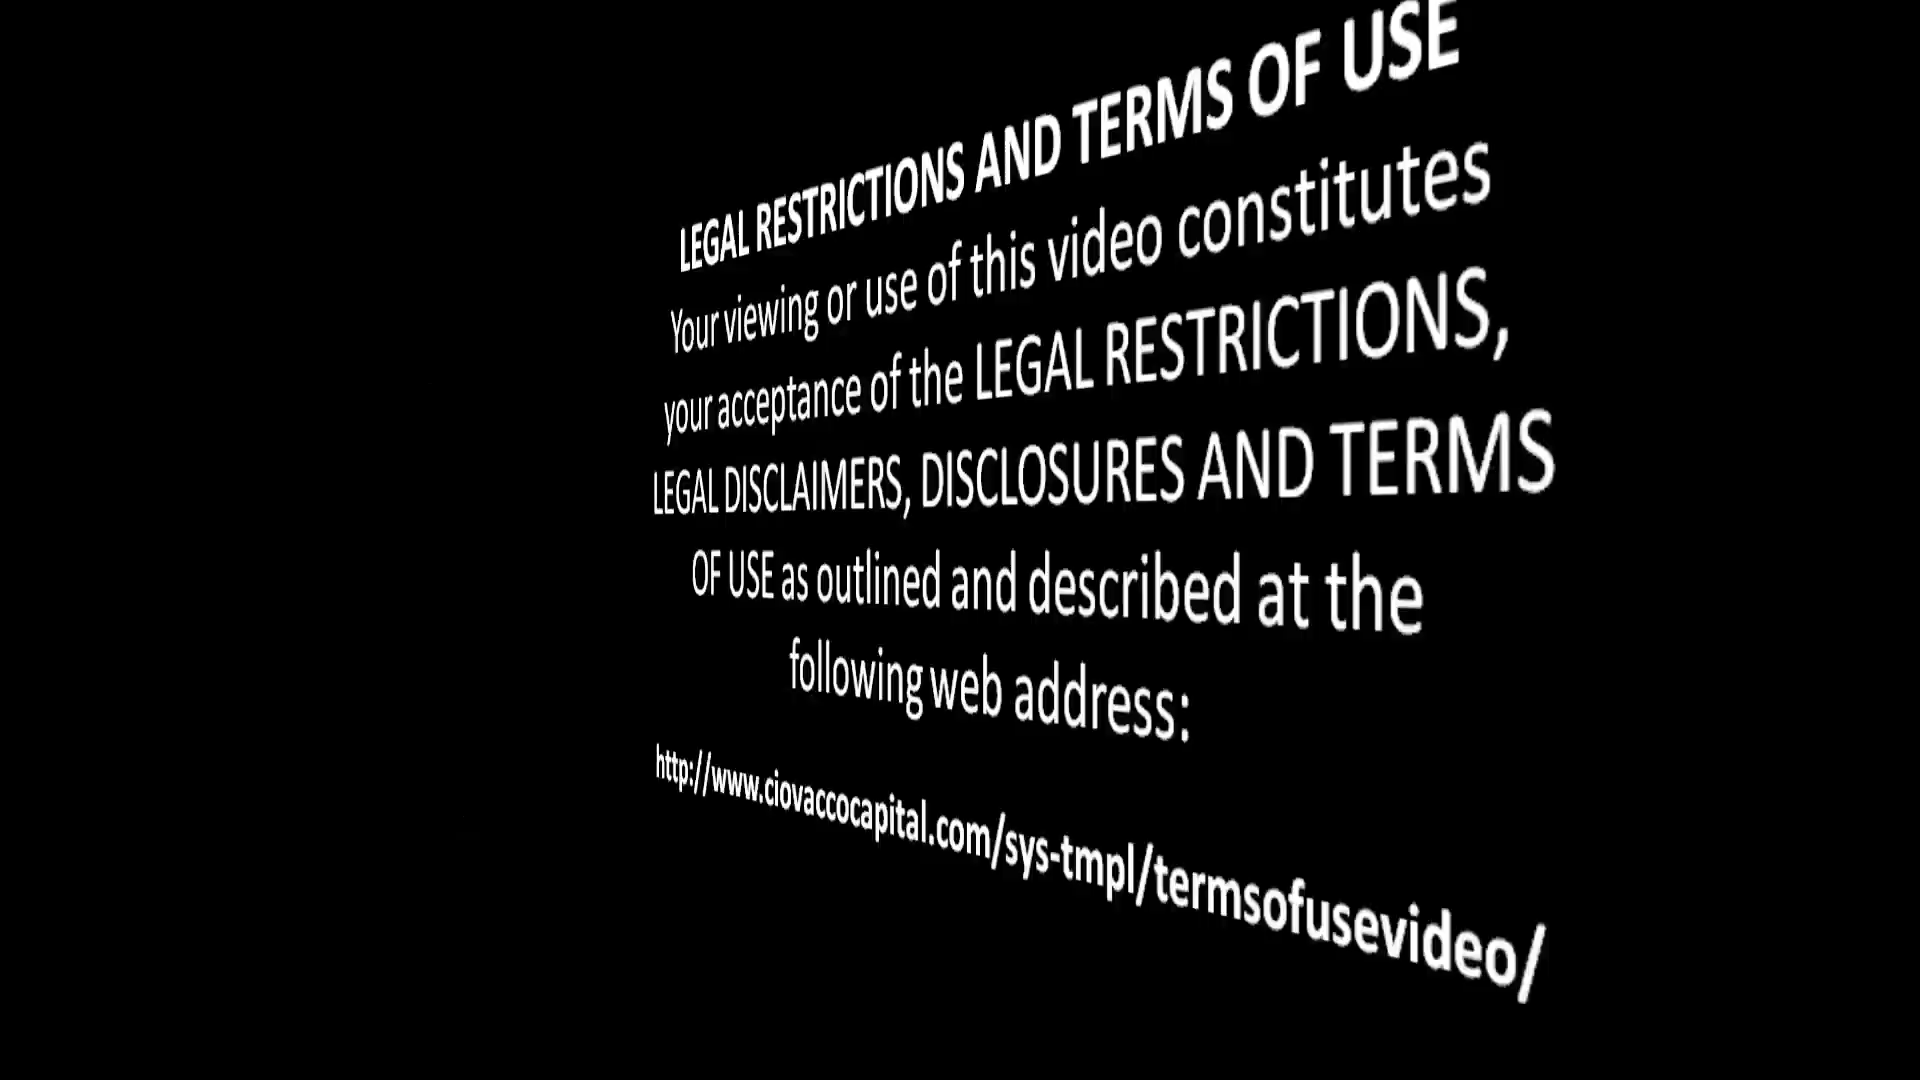 LEGAL RESTRICTIONS AND TERMS OF USE
Your viewing or use of this video constitutes
your acceptance of the LEGAL RESTRICTIONS,
LEGAL DISCLAIMERS, DISCLOSURES AND TERMS
OF USE as outlined and described at the
following web address:
http://www.ciovaccocapital.com/sys-tmpl/termsofusevideo/